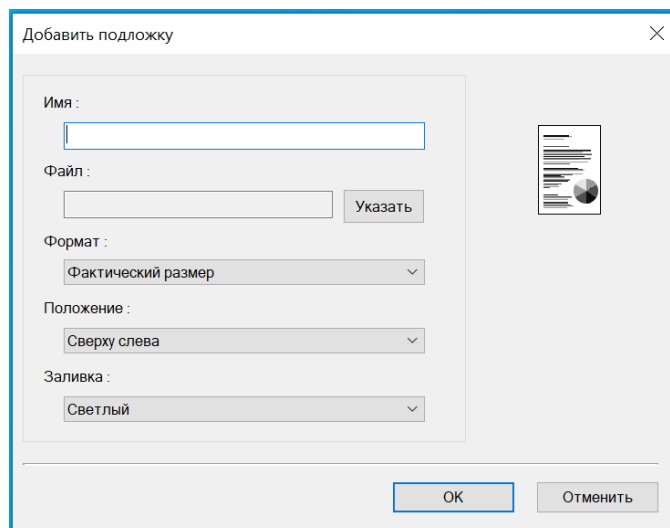 Добавить подложку
Имя :
Файл :
Указать
Формат :
Фактический размер
Положение :
Сверху слева
Заливка :
Светлый
OK
Отменить